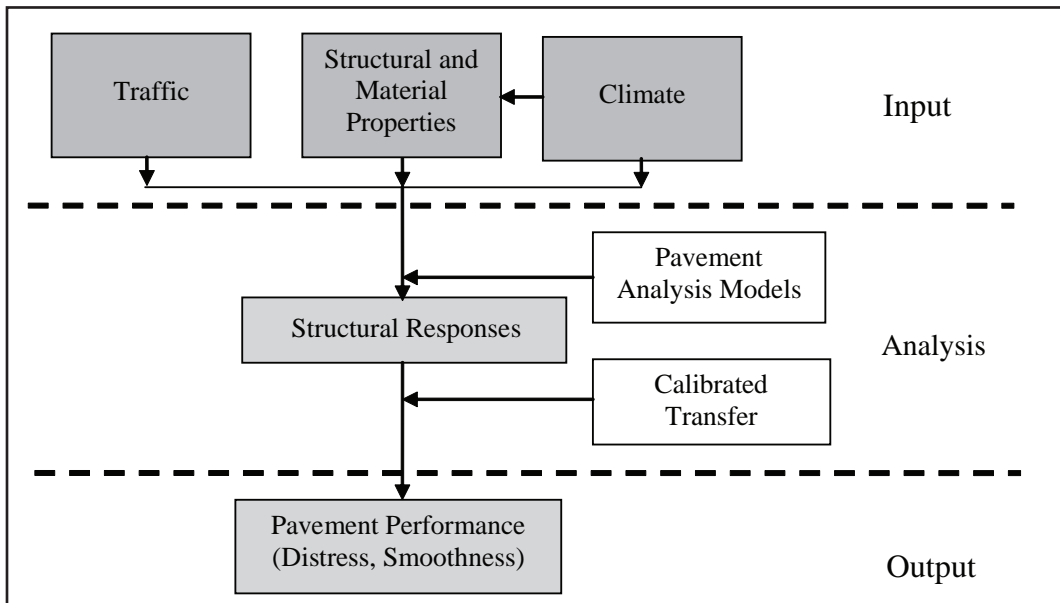 Traffic
Structural and
Material
Properties
Climate
Input
Pavement
Analysis Models
Structural Responses
Analysis
Calibrated
Transfer
Pavement Performance
(Distress, Smoothness)
Output